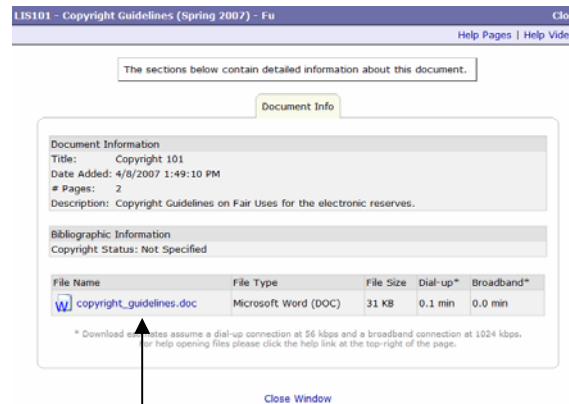 LIS101 - Copyright Guidelines (Spring 2007) - Fu
Clo
Help Pages | Help Vide
The sections below contain detailed information about this document.
Document Info
Document Information
Title: Copyright 101
Date Added: 4/8/2007 1:49:10 PM
# Pages: 2
Description: Copyright Guidelines on Fair Uses for the electronic reserves.
Bibliographic Information
Copyright Status: Not Specified
File Name File Type File Size Dial-up* Broadband*
copyright_guidelines.doc Microsoft Word (DOC) 31 KB 0.1 min 0.0 min
* Download estimates assume a dial-up connection at 56 kbps and a broadband connection at 1024 kbps.
For help opening files please click the help link at the top-right of the page.
Close Window